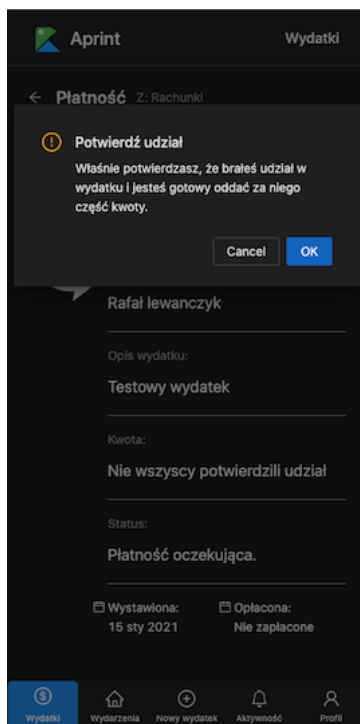 Aprint
Wydatki
Płatność Z: Rachunki
Potwierdź udział
Właśnie potwierdzasz, że brałeś udział w
wydatku i jesteś gotowy oddać za niego
część kwoty.
Cancel
OK
Rafał lewanczyk
Opis wydatku:
Testowy wydatek
Kwota:
Nie wszyscy potwierdzili udział
Status:
Płatność oczekująca.
Wystawiona:
15 sty 2021
Opłacona:
Nie zapłacone
Wydatki
Wydarzenia
Nowy wydatek
Aktywność
Profil